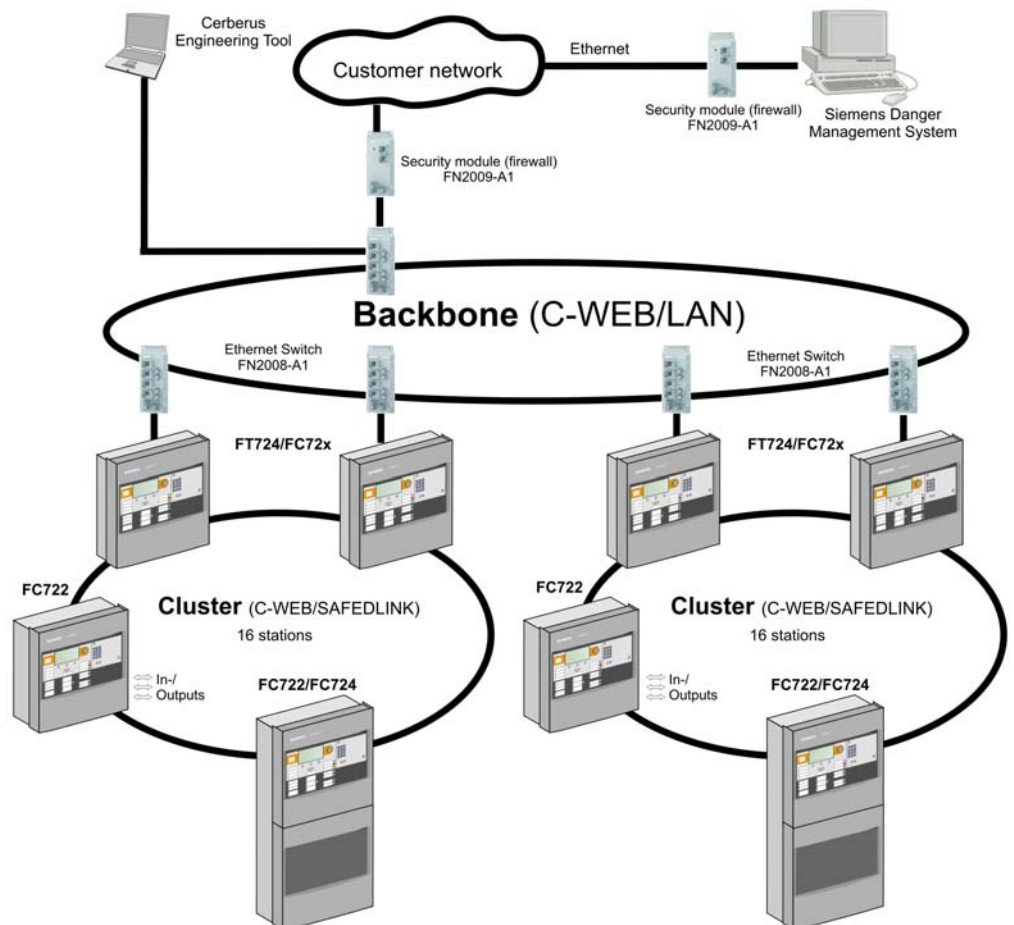 Cerberus
Engineering Tool
Customer network
Ethernet
Security module (firewall)
FN2009-A1
Siemens Danger
Management System
Security module (firewall)
FN2009-A1
Backbone (C-WEB/LAN)
Ethernet Switch
FN2008-A1
Ethernet Switch
FN2008-A1
FT724/FC72x
FT724/FC72x
FC722
Cluster (C-WEB/SAFEDLINK)
16 stations
In-/
Outputs
FC722/FC724
FC722
Cluster (C-WEB/SAFEDLINK)
16 stations
In-/
Outputs
FC722/FC724